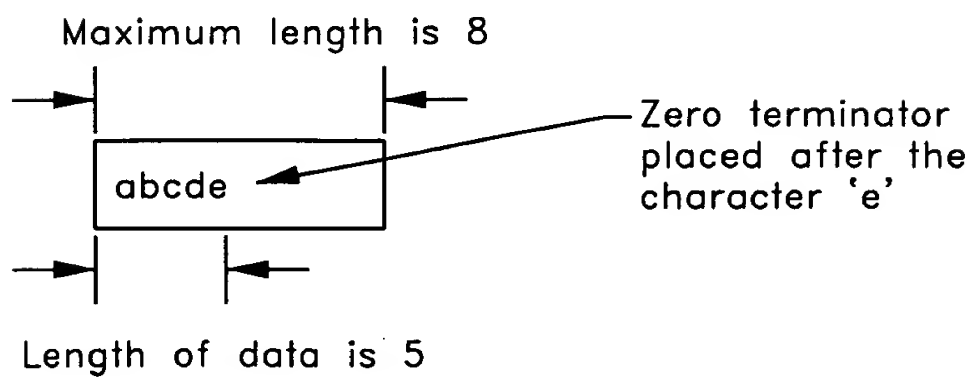 Maximum length is 8
Zero terminator
placed after the
character 'e'
abcde
Length of data is 5